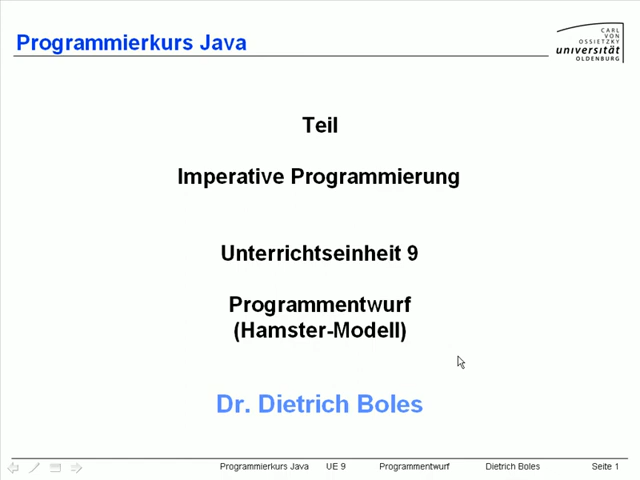 Programmierkurs Java
CARL
VON
OSSIETZKY
universität
OLDENBURG
Teil
Imperative Programmierung
Unterrichtseinheit 9
Programmentwurf
(Hamster-Modell)
Dr. Dietrich Boles
Programmierkurs Java UE 9 Programmentwurf Dietrich Boles Seite 1